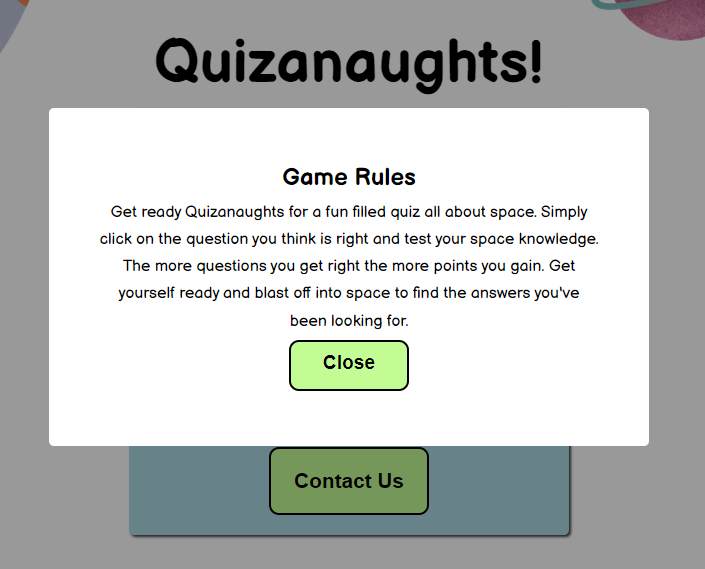 Quizanaughts!
Game Rules
Get ready Quizanaughts for a fun filled quiz all about space. Simply
click on the question you think is right and test your space knowledge.
The more questions you get right the more points you gain. Get
yourself ready and blast off into space to find the answers you've
been looking for.
Close
Contact Us